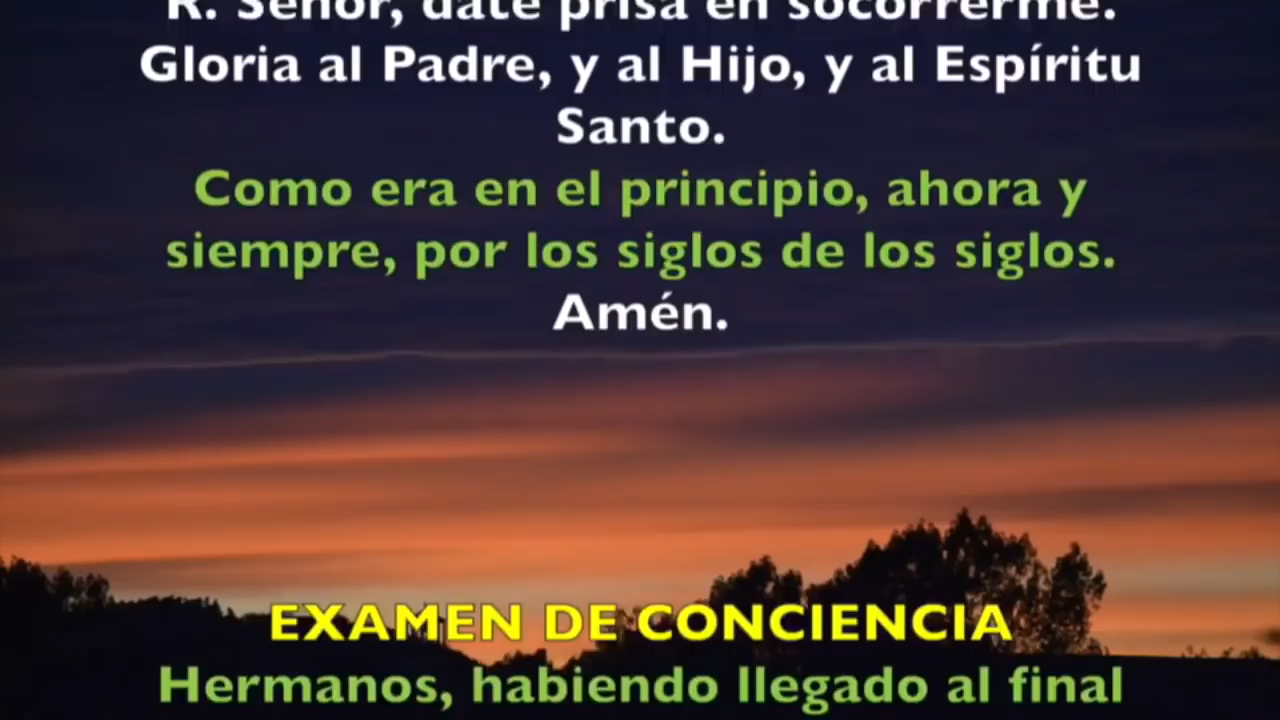 R. Señor, date prisa en socorrerme.
Gloria al Padre, y al Hijo, y al Espíritu
Santo.
Como era en el principio, ahora y
siempre, por los siglos de los siglos.
Amén.
EXAMEN DE CONCIENCIA
Hermanos, habiendo llegado al final